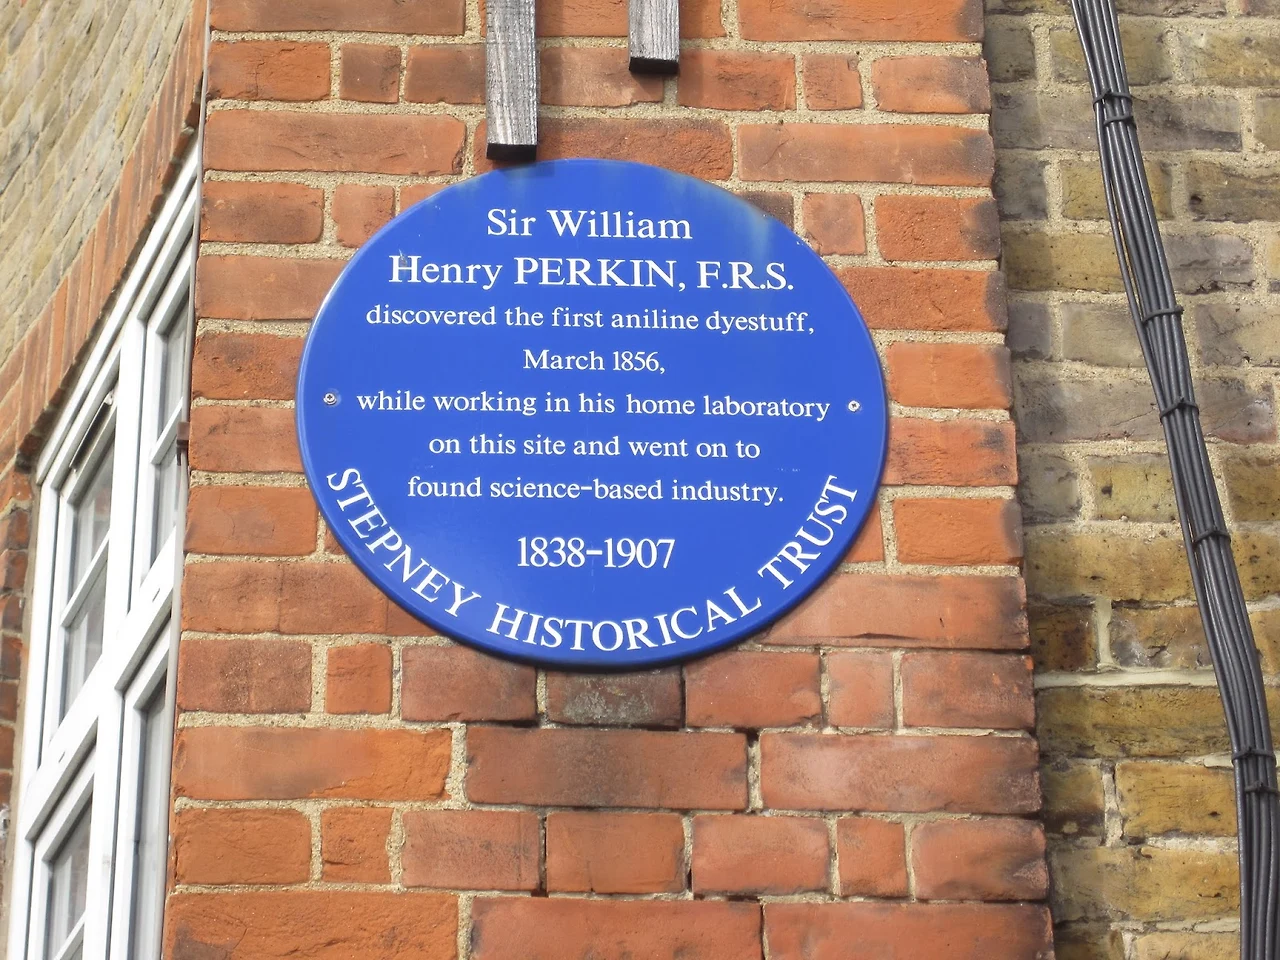 Sir William
Henry PERKIN, F.R.S.
discovered the first aniline dyestuff,
March 1856,
while working in his home laboratory
on this site and went on to
found science-based industry.
1838-1907
STEPNEY HISTORICAL TRUST